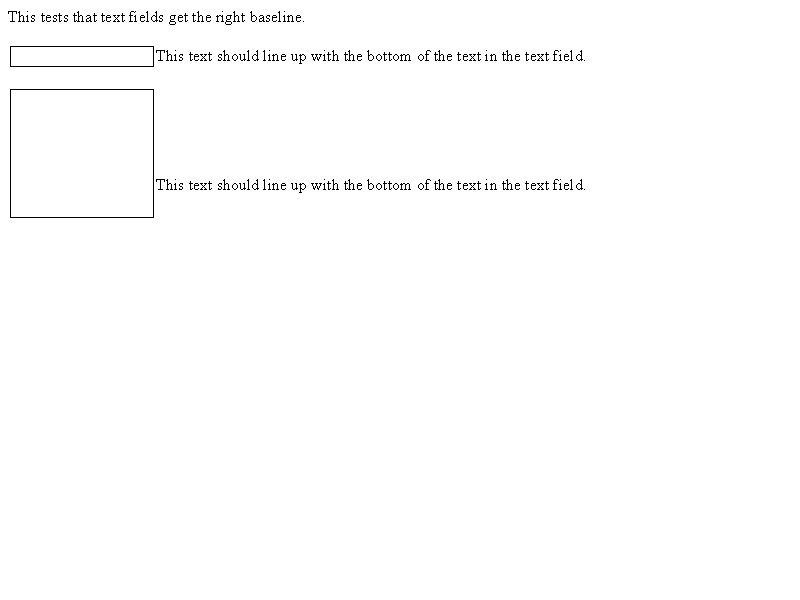 This tests that text fields get the right baseline.
This text should line up with the bottom of the text in the text field.
This text should line up with the bottom of the text in the text field.